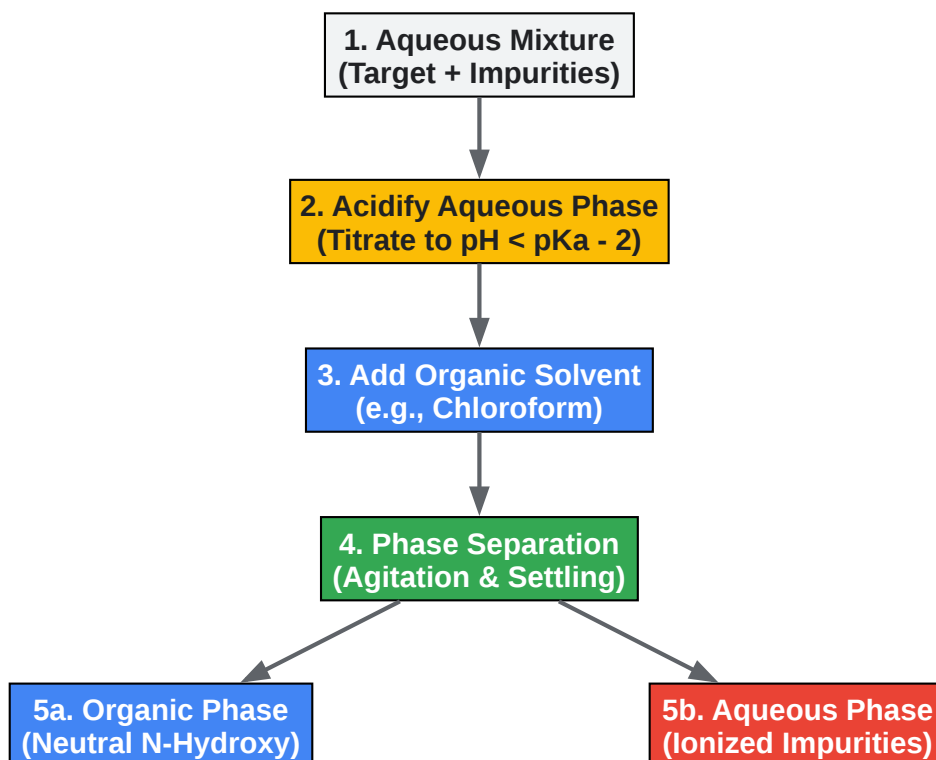 1. Aqueous Mixture
(Target + Impurities)
2. Acidify Aqueous Phase
(Titrate to pH < pKa - 2)
3. Add Organic Solvent
(e.g., Chloroform)
4. Phase Separation
(Agitation & Settling)
5a. Organic Phase
(Neutral N-Hydroxy)
5b. Aqueous Phase
(Ionized Impurities)